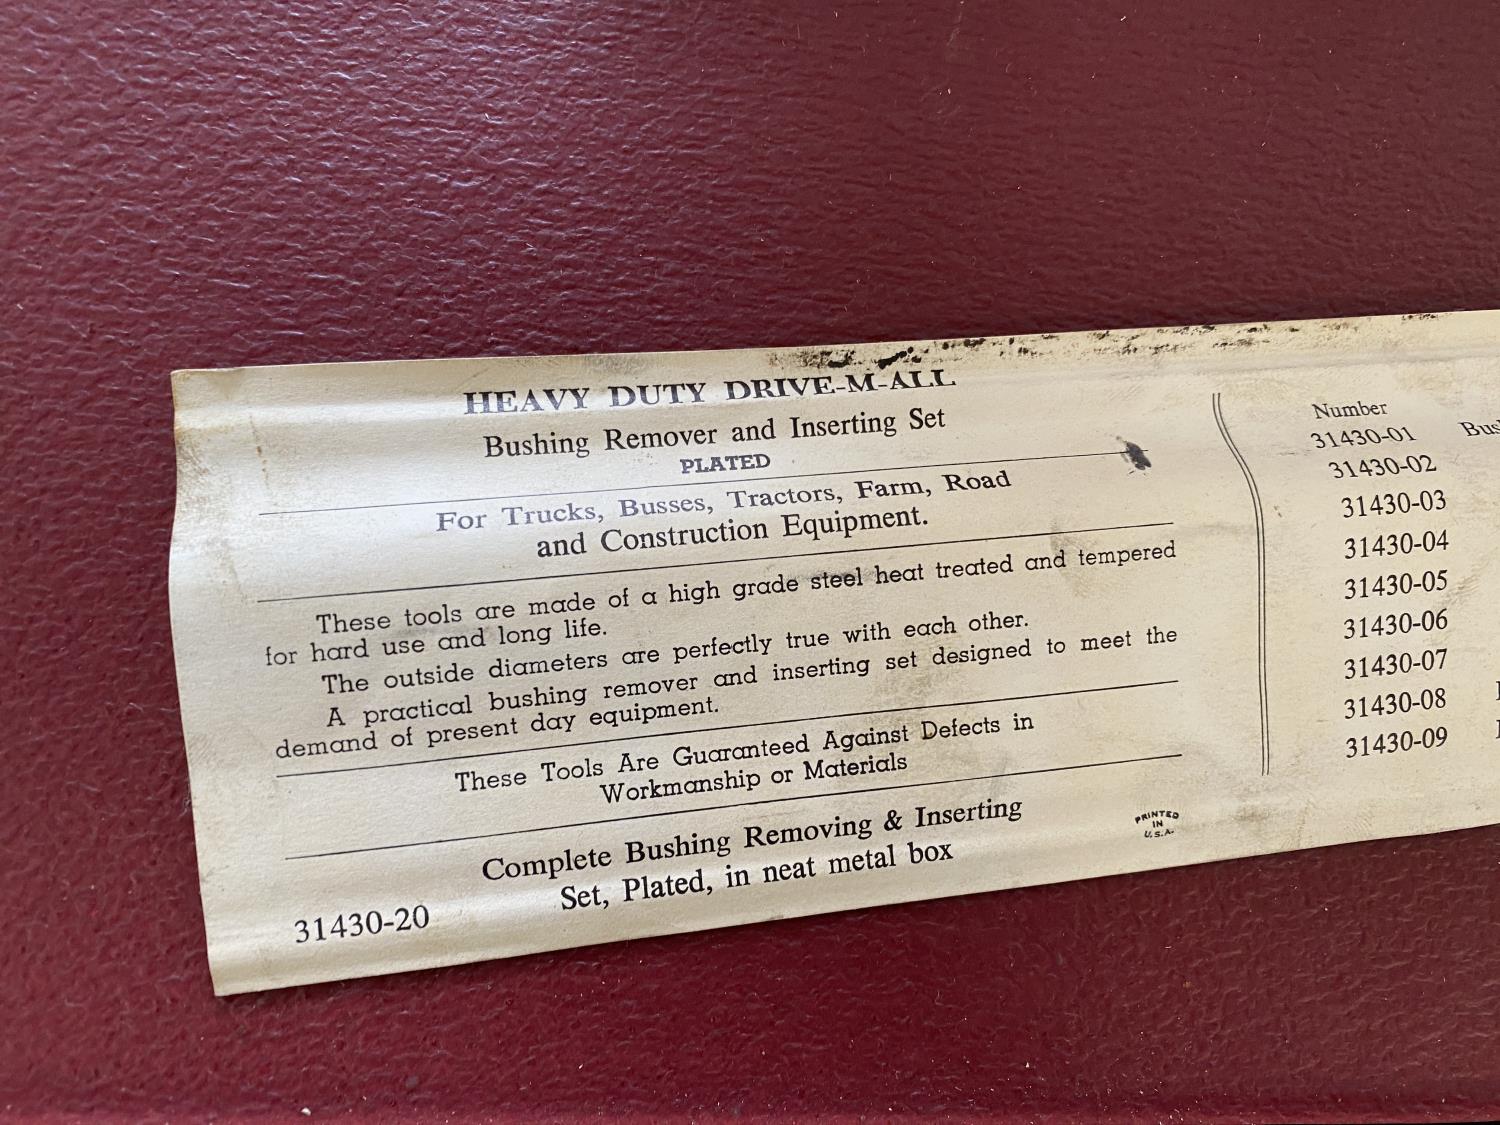 HEAVY DUTY DRIVE-M-ALL
Bushing Remover and Inserting Set
PLATED
For Trucks, Busses, Tractors, Farm, Road
and Construction Equipment.
These tools are made of a high grade steel heat treated and tempered
for hard use and long life.
The outside diameters are perfectly true with each other.
A practical bushing remover and inserting set designed to meet the
demand of present day equipment.
These Tools Are Guaranteed Against Defects in
Workmanship or Materials
Complete Bushing Removing & Inserting
Set, Plated, in neat metal box
31430-20
PRINTED
IN
U.S.A.
Number
31430-01
31430-02
31430-03
31430-04
31430-05
31430-06
31430-07
31430-08
31430-09